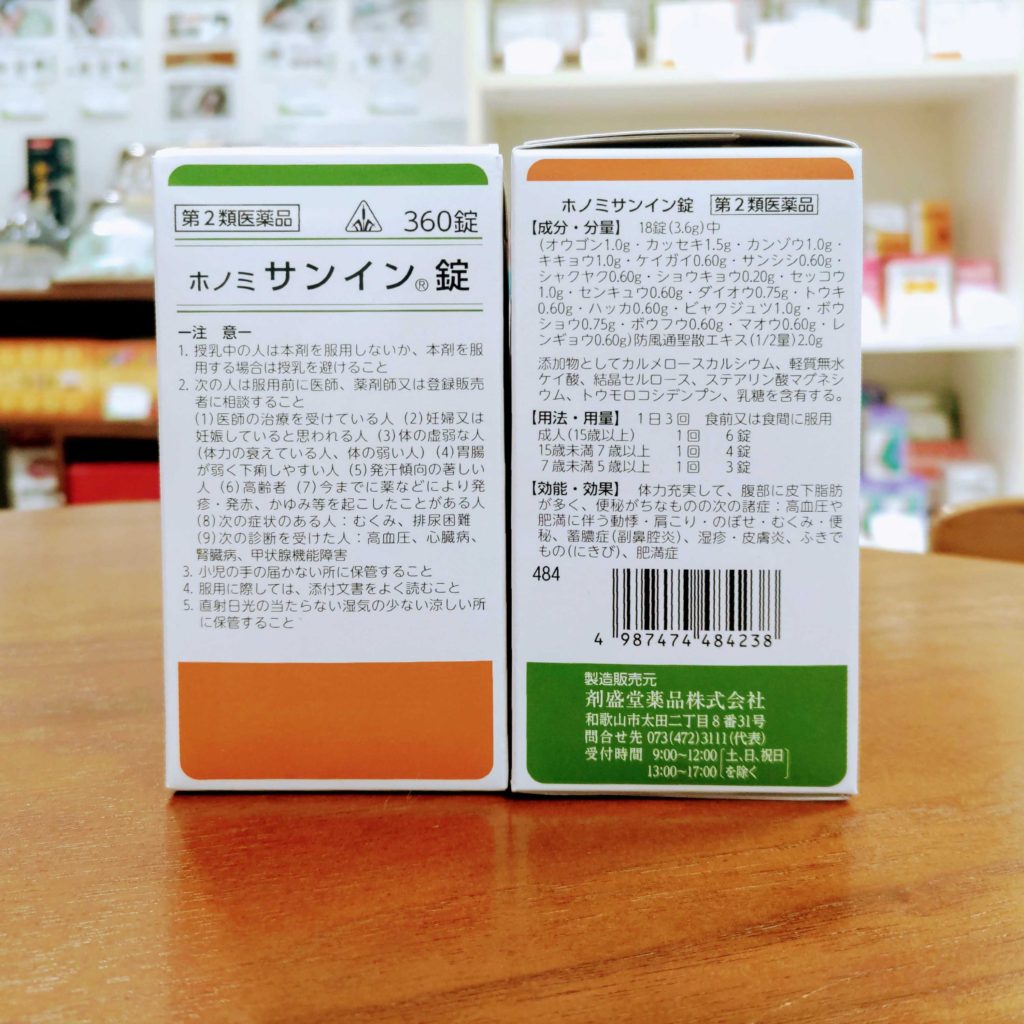 第2類医薬品
360錠
ホノミ サンイン®錠
ー注 意ー
1. 授乳中の人は本剤を服用しないか、本剤を服
用する場合は授乳を避けること
2. 次の人は服用前に医師、薬剤師又は登録販売
者に相談すること
(1)医師の治療を受けている人 (2)妊婦又は
妊娠していると思われる人 (3)体の虚弱な人
(体力の衰えている人、体の弱い人) (4)胃腸
が弱く下痢しやすい人 (5)発汗傾向の著しい
人 (6)高齢者 (7)今までに薬などにより発
疹・発赤、かゆみ等を起こしたことがある人
(8)次の症状のある人：むくみ、排尿困難
(9)次の診断を受けた人：高血圧、心臓病、
腎臓病、甲状腺機能障害
3. 小児の手の届かない所に保管すること
4. 服用に際しては、添付文書をよく読むこと
5. 直射日光の当たらない湿気の少ない涼しい所
に保管すること
ホノミサンイン錠 第2類医薬品
【成分・分量】 18錠(3.6g)中
(オウゴン1.0g・カッセキ1.5g・カンゾウ1.0g・
キキョウ1.0g・ケイガイ0.60g・サンシシ0.60g・
シャクヤク0.60g・ショウキョウ0.20g・セッコウ
1.0g・センキュウ0.60g・ダイオウ0.75g・トウキ
0.60g・ハッカ0.60g・ビャクジュツ1.0g・ボウ
ショウ0.75g・ボウフウ0.60g・マオウ0.60g・レ
ンギョウ0.60g)防風通聖散エキス(1/2量)2.0g
添加物としてカルメロースカルシウム、軽質無水
ケイ酸、結晶セルロース、ステアリン酸マグネシ
ウム、トウモロコシデンプン、乳糖を含有する。
【用法・用量】 1日3回 食前又は食間に服用
成人(15歳以上) 1回 6錠
15歳未満7歳以上 1回 4錠
7歳未満5歳以上 1回 3錠
【効能・効果】 体力充実して、腹部に皮下脂肪
が多く、便秘がちなものの次の諸症：高血圧や
肥満に伴う動悸・肩こり・のぼせ・むくみ・便
秘、蓄膿症(副鼻腔炎)、湿疹・皮膚炎、ふきで
もの(にきび)、肥満症
484
4 987474 484238
製造販売元
剤盛堂薬品株式会社
和歌山市太田二丁目8番31号
問合せ先 073(472)3111(代表)
受付時間 9:00~12:00 [土、日、祝日
13:00~17:00 を除く]